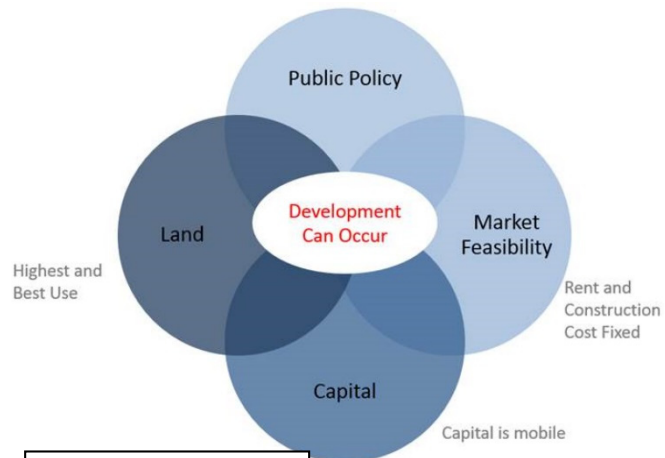 Public Policy
Development
Can Occur
Land
Market
Feasibility
Highest and
Best Use
Rent and
Construction
Cost Fixed
Capital
Capital is mobile